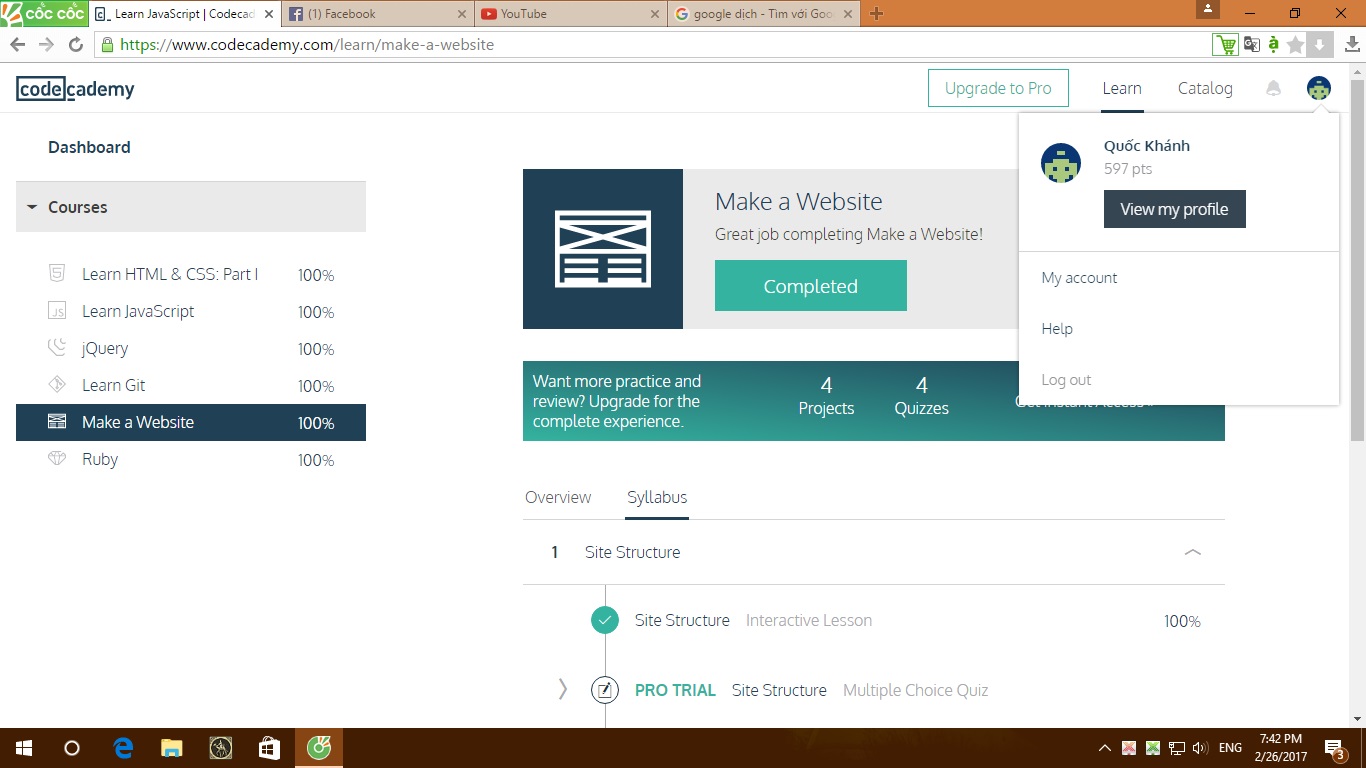 cốc cốc
Learn JavaScript | Codecad
(1) Facebook
YouTube
google dịch - Tìm với Goo
https://www.codecademy.com/learn/make-a-website
codecademy
Upgrade to Pro
Learn
Catalog
Quốc Khánh
597 pts
View my profile
My account
Help
Log out
Dashboard
Courses
Learn HTML & CSS: Part I 100%
JS Learn JavaScript 100%
jQuery 100%
Learn Git 100%
Make a Website 100%
Ruby 100%
Make a Website
Great job completing Make a Website!
Completed
Want more practice and
review? Upgrade for the
complete experience.
4
Projects
4
Quizzes
Get Instant Access
Overview
Syllabus
1 Site Structure
Site Structure Interactive Lesson 100%
PRO TRIAL Site Structure Multiple Choice Quiz
ENG
7:42 PM
2/26/2017
3